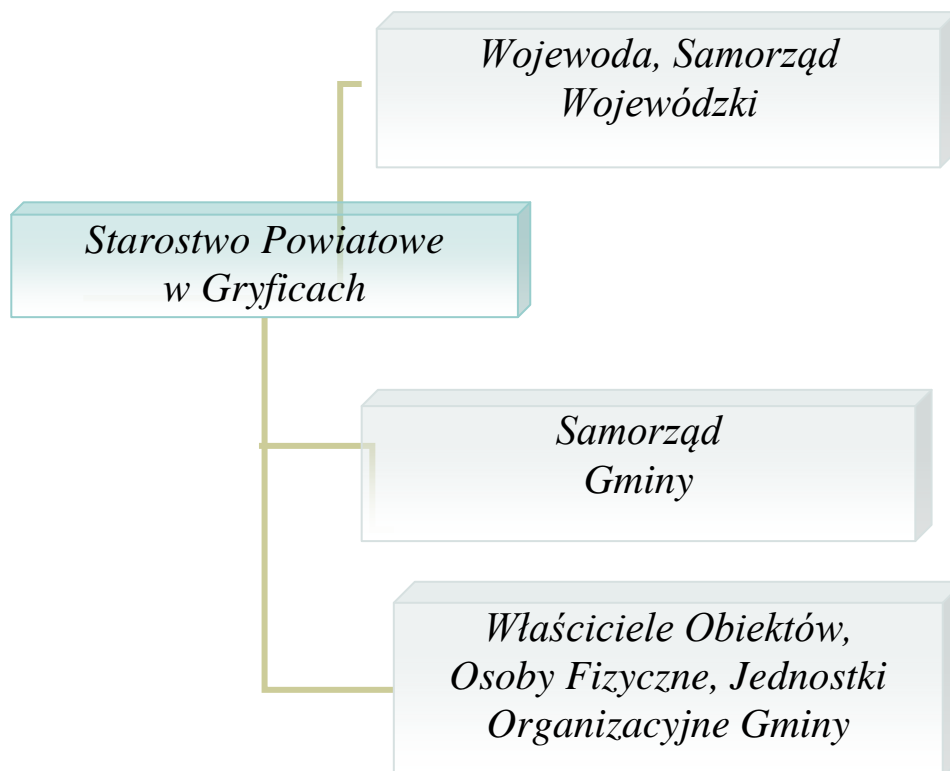 Wojewoda, Samorząd
Wojewódzki
Starostwo Powiatowe
w Gryficach
Samorząd
Gminy
Właściciele Obiektów,
Osoby Fizyczne, Jednostki
Organizacyjne Gminy